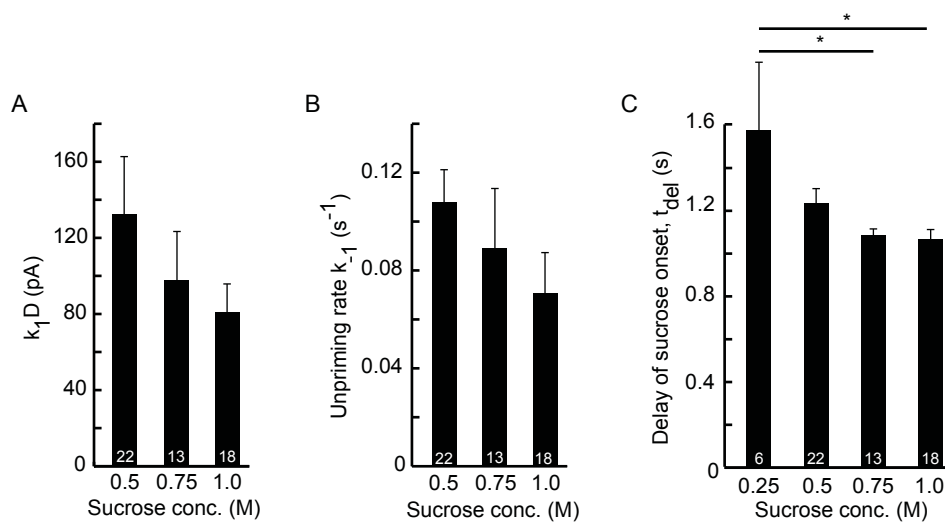 A
k₁D (pA)
160
120
80
40
0
22 13 18
0.5 0.75 1.0
Sucrose conc. (M)
B
Unpriming rate k₋₁ (s⁻¹)
0.12
0.08
0.04
0
22 13 18
0.5 0.75 1.0
Sucrose conc. (M)
C
*
*
Delay of sucrose onset, t_del (s)
1.6
1.2
0.8
0.4
0
6 22 13 18
0.25 0.5 0.75 1.0
Sucrose conc. (M)